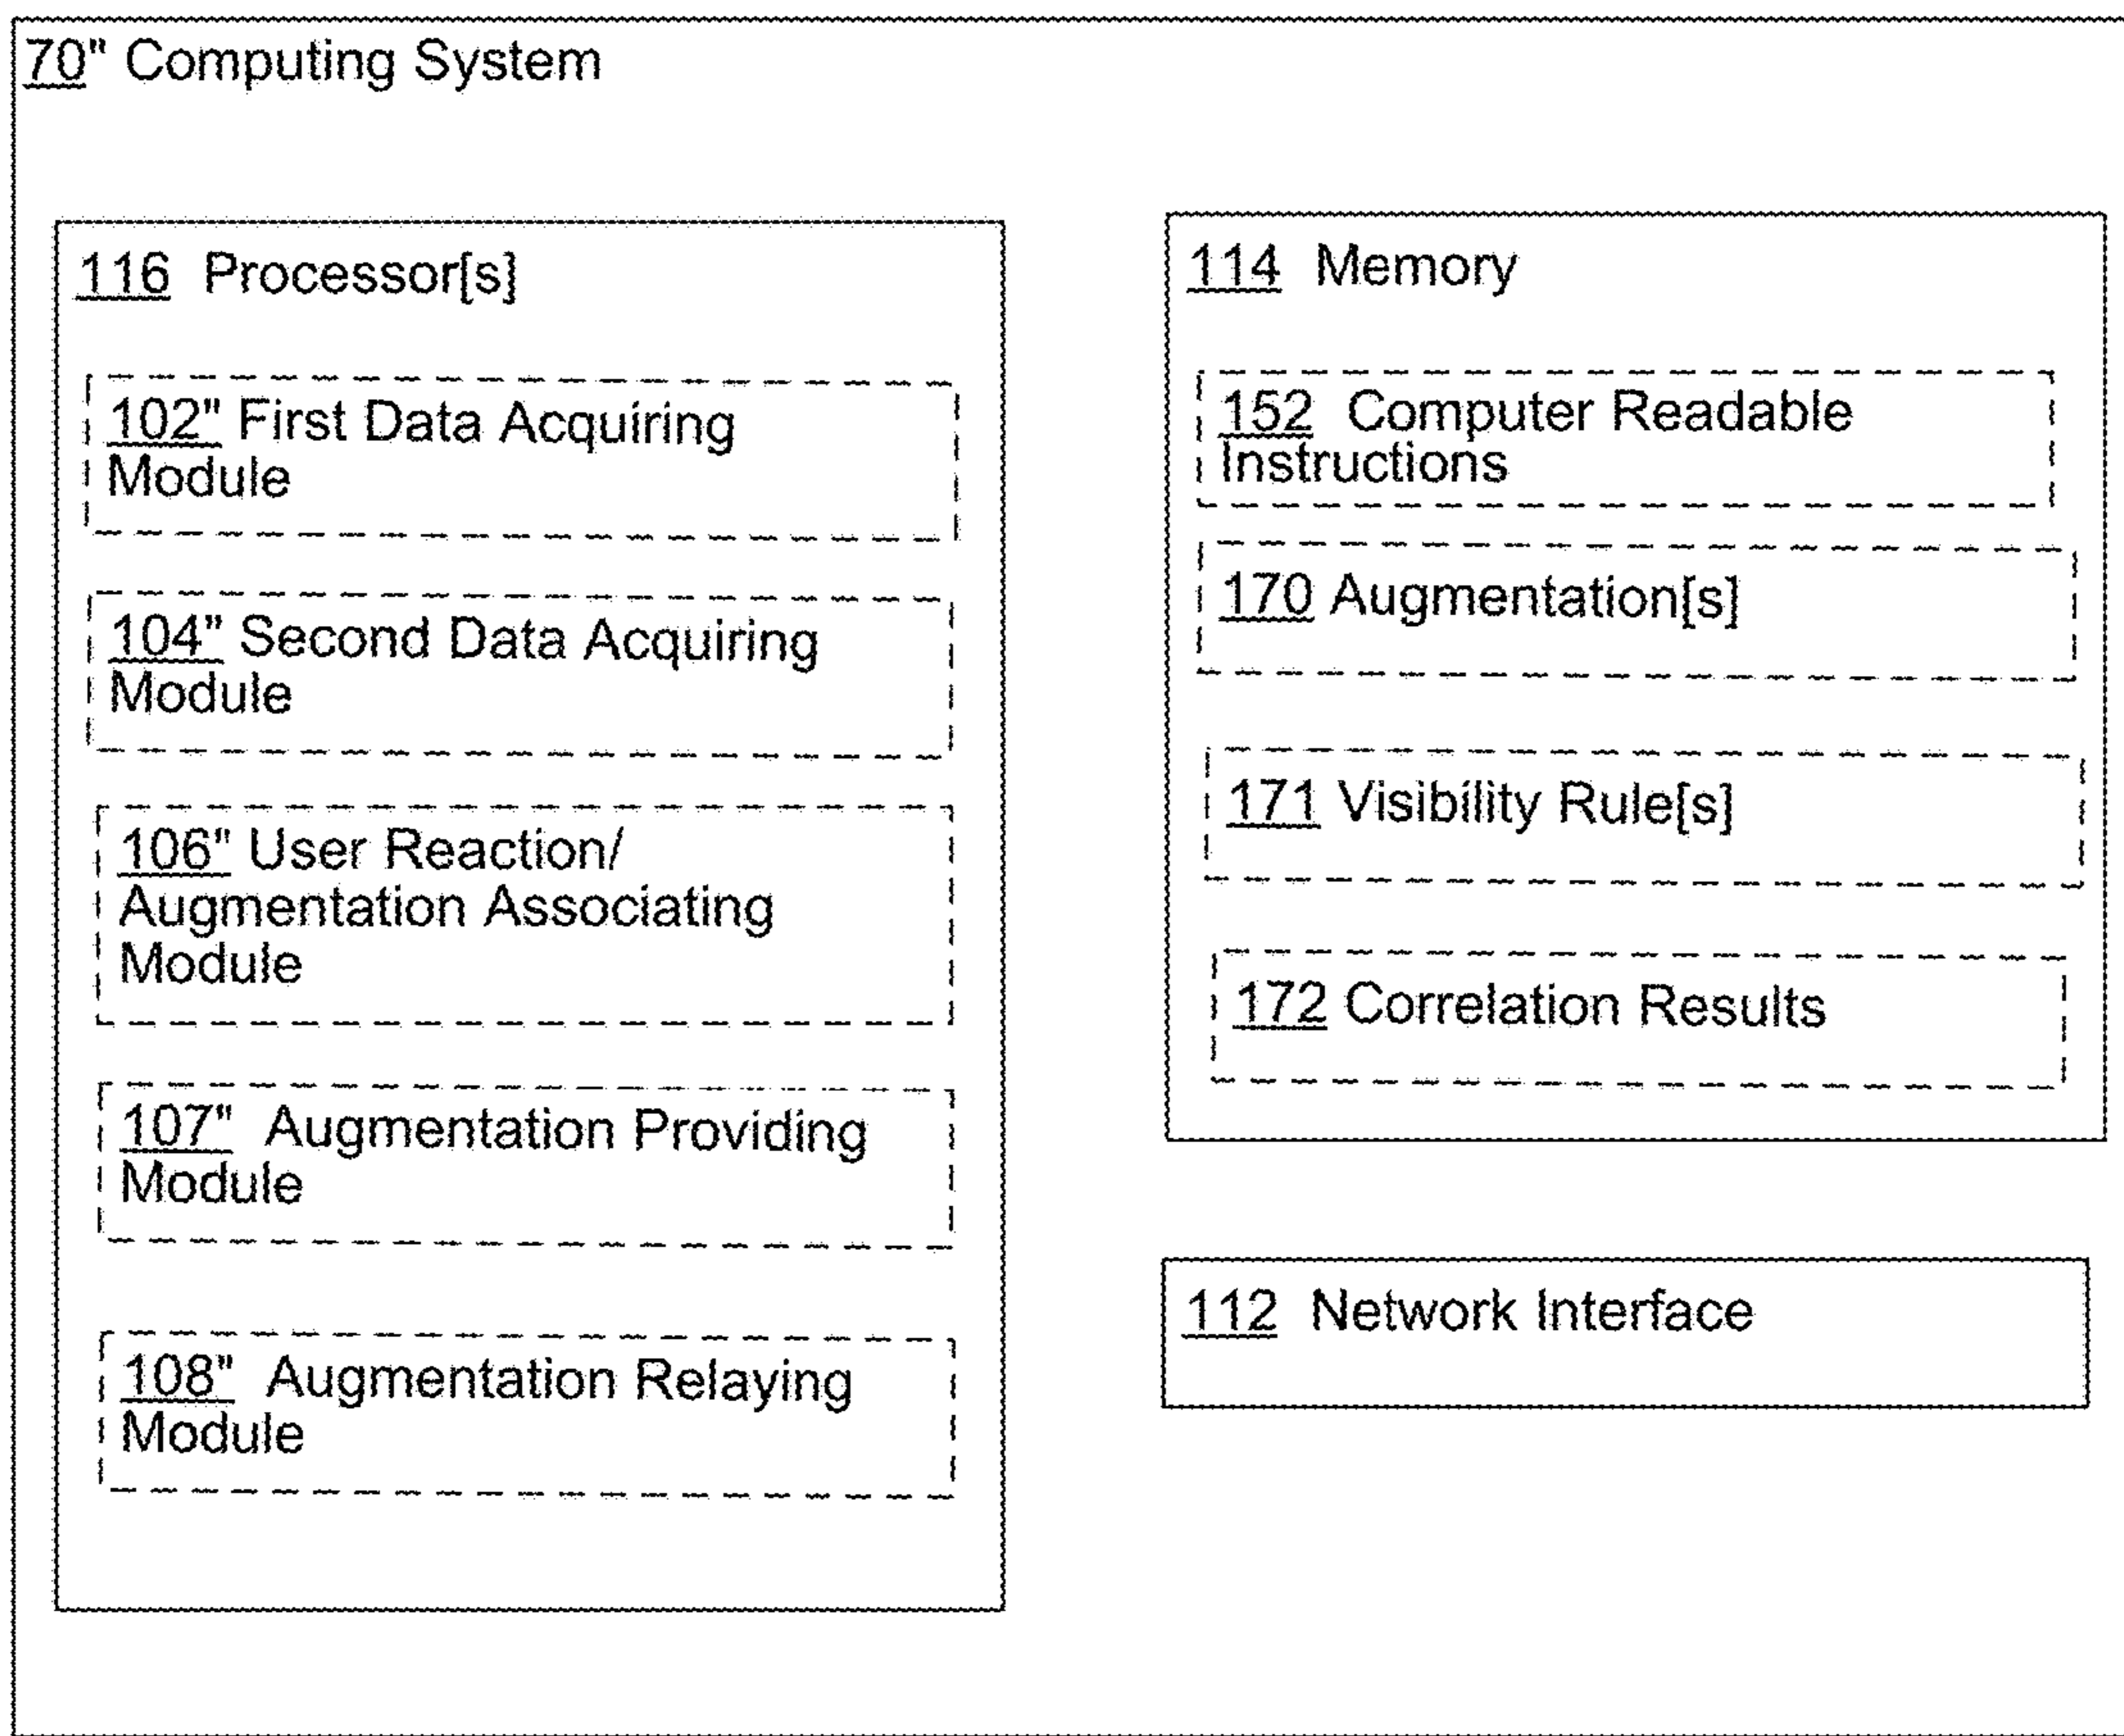 70" Computing System
116 Processor[s]
102" First Data Acquiring
Module
104" Second Data Acquiring
Module
106" User Reaction/
Augmentation Associating
Module
107" Augmentation Providing
Module
108" Augmentation Relaying
Module
114 Memory
152 Computer Readable
Instructions
170 Augmentation[s]
171 Visibility Rule[s]
172 Correlation Results
112 Network Interface